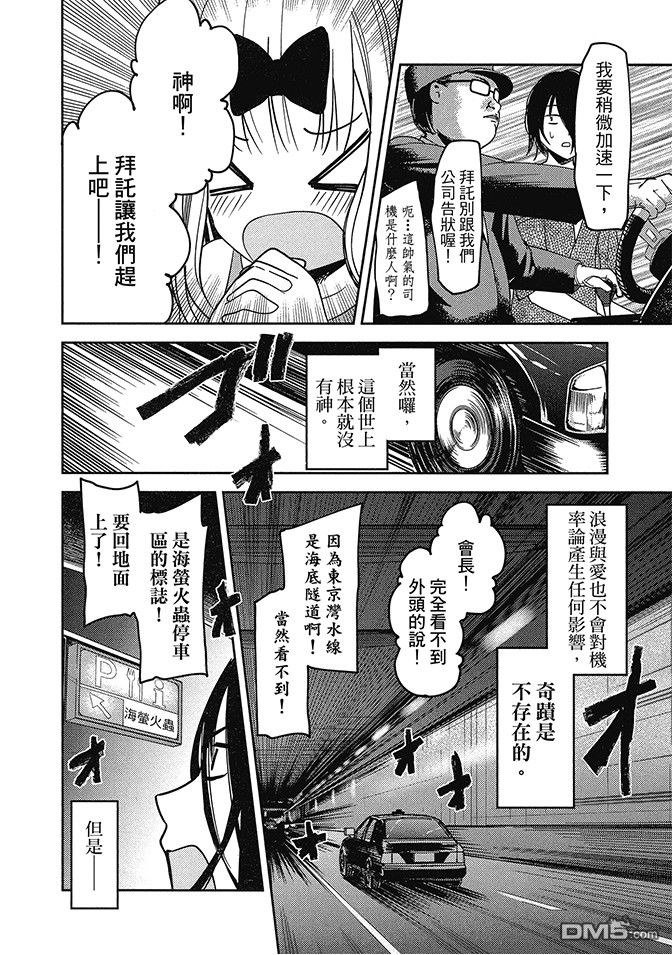 我要稍微加速一下，
拜託別跟我們
公司告狀喔！
呃…這帥氣的司
機是什麼人啊？
神啊！
拜託讓我們趕
上吧——！
當然囉，
這個世上
根本就沒
有神。
ブオ
浪漫與愛也不會對機
率論產生任何影響，
奇蹟是
不存在的。
オオオオ
會長！
完全看不到
外頭的說！
因為東京灣水線
是海底隧道啊！
當然看不到！
是海螢火蟲停車
區的標誌！
要回地面
上了！
P i
海螢火蟲
但是——
DM5.com